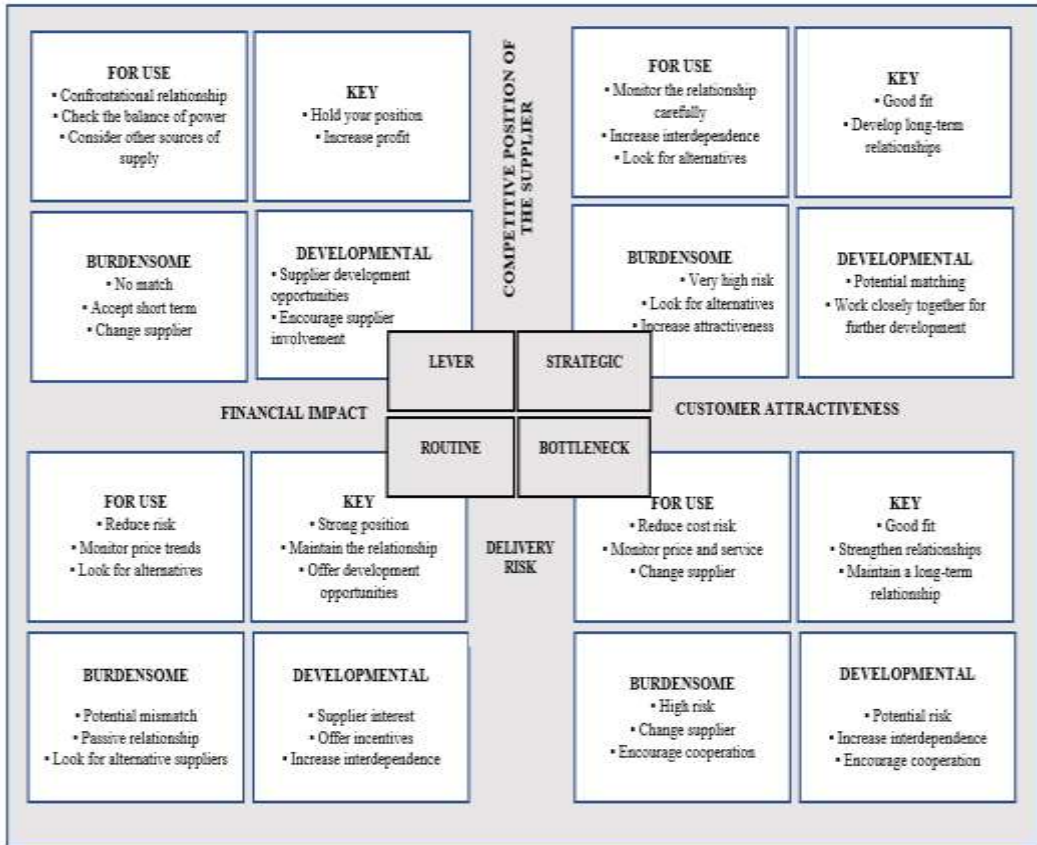 FOR USE
▪ Confrontational relationship
▪ Check the balance of power
▪ Consider other sources of
supply
KEY
▪ Hold your position
▪ Increase profit
BURDENSOME
▪ No match
▪ Accept short term
▪ Change supplier
DEVELOPMENTAL
▪ Supplier development
opportunities
▪ Encourage supplier
involvement
COMPETITIVE POSITION OF
THE SUPPLIER
FOR USE
▪ Monitor the relationship
carefully
▪ Increase interdependence
▪ Look for alternatives
KEY
▪ Good fit
▪ Develop long-term
relationships
BURDENSOME
▪ Very high risk
▪ Look for alternatives
▪ Increase attractiveness
DEVELOPMENTAL
▪ Potential matching
▪ Work closely together for
further development
LEVER
STRATEGIC
FINANCIAL IMPACT
CUSTOMER ATTRACTIVENESS
ROUTINE
BOTTLENECK
FOR USE
▪ Reduce risk
▪ Monitor price trends
▪ Look for alternatives
KEY
▪ Strong position
▪ Maintain the relationship
▪ Offer development
opportunities
BURDENSOME
▪ Potential mismatch
▪ Passive relationship
▪ Look for alternative suppliers
DEVELOPMENTAL
▪ Supplier interest
▪ Offer incentives
▪ Increase interdependence
DELIVERY
RISK
FOR USE
▪ Reduce cost risk
▪ Monitor price and service
▪ Change supplier
KEY
▪ Good fit
▪ Strengthen relationships
▪ Maintain a long-term
relationship
BURDENSOME
▪ High risk
▪ Change supplier
▪ Encourage cooperation
DEVELOPMENTAL
▪ Potential risk
▪ Increase interdependence
▪ Encourage cooperation